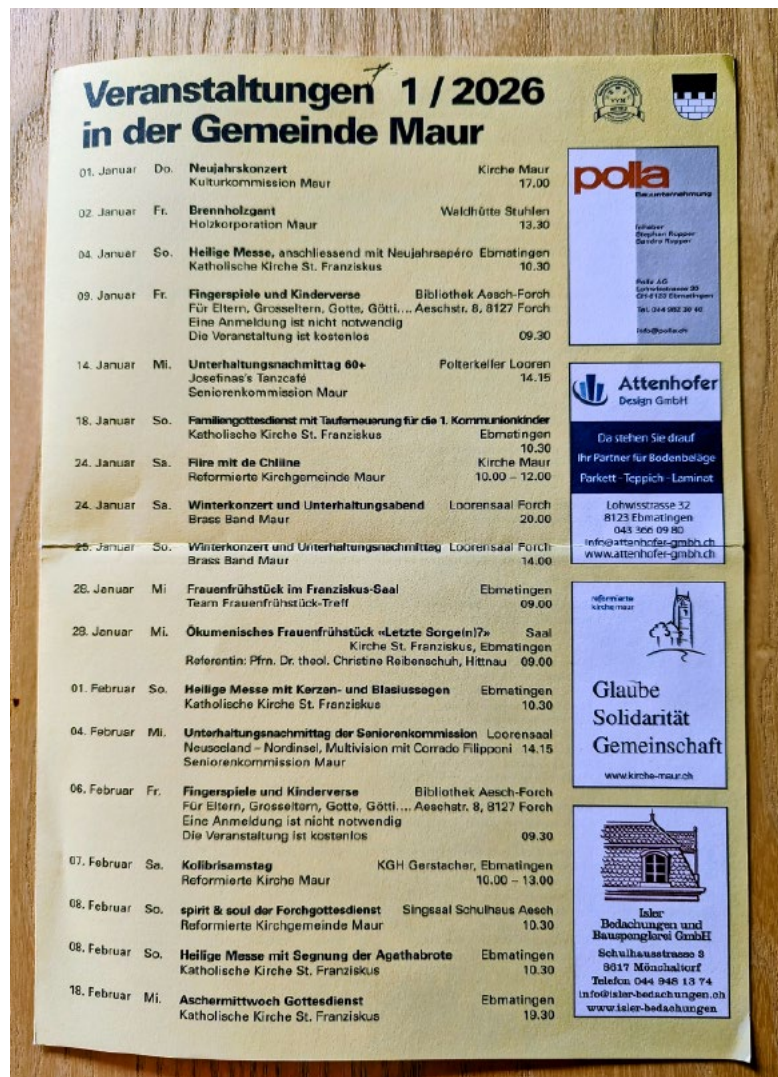 Veranstaltungen 1 / 2026
in der Gemeinde Maur
01. Januar Do. Neujahrskonzert Kirche Maur
Kulturkommission Maur 17.00
02. Januar Fr. Brennholzgant Waldhütte Stuhlen
Holzkorporation Maur 13.30
04. Januar So. Heilige Messe, anschliessend mit Neujahrsapéro Ebmatingen
Katholische Kirche St. Franziskus 10.30
09. Januar Fr. Fingerspiele und Kinderverse Bibliothek Aesch-Forch
Für Eltern, Grosseltern, Gotte, Götti.... Aeschstr. 8, 8127 Forch
Eine Anmeldung ist nicht notwendig
Die Veranstaltung ist kostenlos 09.30
14. Januar Mi. Unterhaltungsnachmittag 60+ Polterkeller Looren
Josefinas's Tanzcafé 14.15
Seniorenkommission Maur
18. Januar So. Familiengottesdienst mit Tauferneuerung für die 1. Kommunionkinder
Katholische Kirche St. Franziskus Ebmatingen
10.30
24. Januar Sa. Fiire mit de Chliine Kirche Maur
Reformierte Kirchgemeinde Maur 10.00 – 12.00
24. Januar Sa. Winterkonzert und Unterhaltungsabend Loorensaal Forch
Brass Band Maur 20.00
25. Januar So. Winterkonzert und Unterhaltungsnachmittag Loorensaal Forch
Brass Band Maur 14.00
28. Januar Mi Frauenfrühstück im Franziskus-Saal Ebmatingen
Team Frauenfrühstück-Treff 09.00
28. Januar Mi. Ökumenisches Frauenfrühstück «Letzte Sorge(n)?» Saal
Kirche St. Franziskus, Ebmatingen
Referentin: Pfrn. Dr. theol. Christine Reibenschuh, Hittnau 09.00
01. Februar So. Heilige Messe mit Kerzen- und Blasiussegen Ebmatingen
Katholische Kirche St. Franziskus 10.30
04. Februar Mi. Unterhaltungsnachmittag der Seniorenkommission Loorensaal
Neuseeland – Nordinsel, Multivision mit Corrado Filipponi 14.15
Seniorenkommission Maur
06. Februar Fr. Fingerspiele und Kinderverse Bibliothek Aesch-Forch
Für Eltern, Grosseltern, Gotte, Götti.... Aeschstr. 8, 8127 Forch
Eine Anmeldung ist nicht notwendig
Die Veranstaltung ist kostenlos 09.30
07. Februar Sa. Kolibrisamstag KGH Gerstacher, Ebmatingen
Reformierte Kirche Maur 10.00 – 13.00
08. Februar So. spirit & soul der Forchgottesdienst Singsaal Schulhaus Aesch
Reformierte Kirchgemeinde Maur 10.30
08. Februar So. Heilige Messe mit Segnung der Agathabrote Ebmatingen
Katholische Kirche St. Franziskus 10.30
18. Februar Mi. Aschermittwoch Gottesdienst Ebmatingen
Katholische Kirche St. Franziskus 19.30
VVM
polla
Bauunternehmung
Inhaber
Stephan Rupper
Sandra Rupper
Polla AG
CH-8123 Ebmatingen
info@polla.ch
Attenhofer
Design GmbH
Da stehen Sie drauf
Ihr Partner für Bodenbeläge
Parkett - Teppich - Laminat
Lohwisstrasse 32
8123 Ebmatingen
043 366 09 80
info@attenhofer-gmbh.ch
www.attenhofer-gmbh.ch
reformierte
kirche maur
Glaube
Solidarität
Gemeinschaft
www.kirche-maur.ch
Isler
Bedachungen und
Bauspenglerei GmbH
Schulhausstrasse 8
8617 Mönchaltorf
Telefon 044 948 13 74
info@isler-bedachungen.ch
www.isler-bedachungen